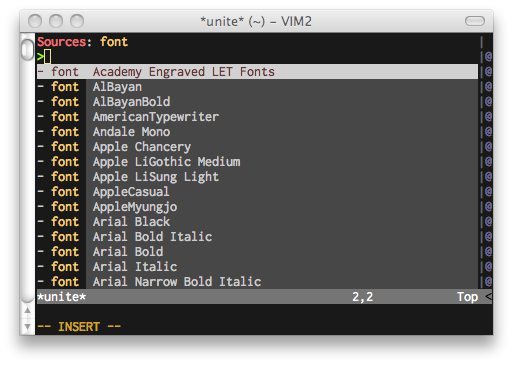 *unite* (~) - VIM2
Sources: font |
> |@
- font Academy Engraved LET Fonts |@
- font AlBayan |@
- font AlBayanBold |@
- font AmericanTypewriter |@
- font Andale Mono |@
- font Apple Chancery |@
- font Apple LiGothic Medium |@
- font Apple LiSung Light |@
- font AppleCasual |@
- font AppleMyungjo |@
- font Arial Black |@
- font Arial Bold Italic |@
- font Arial Bold |@
- font Arial Italic |@
- font Arial Narrow Bold Italic |@
*unite* 2,2 Top <
-- INSERT --